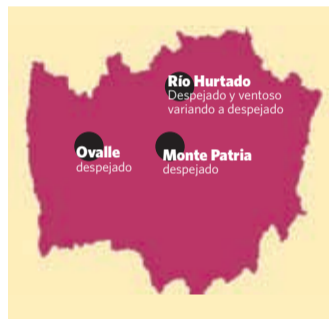 Río Hurtado
Despejado y ventoso
variando a despejado
Ovalle
despejado
Monte Patria
despejado